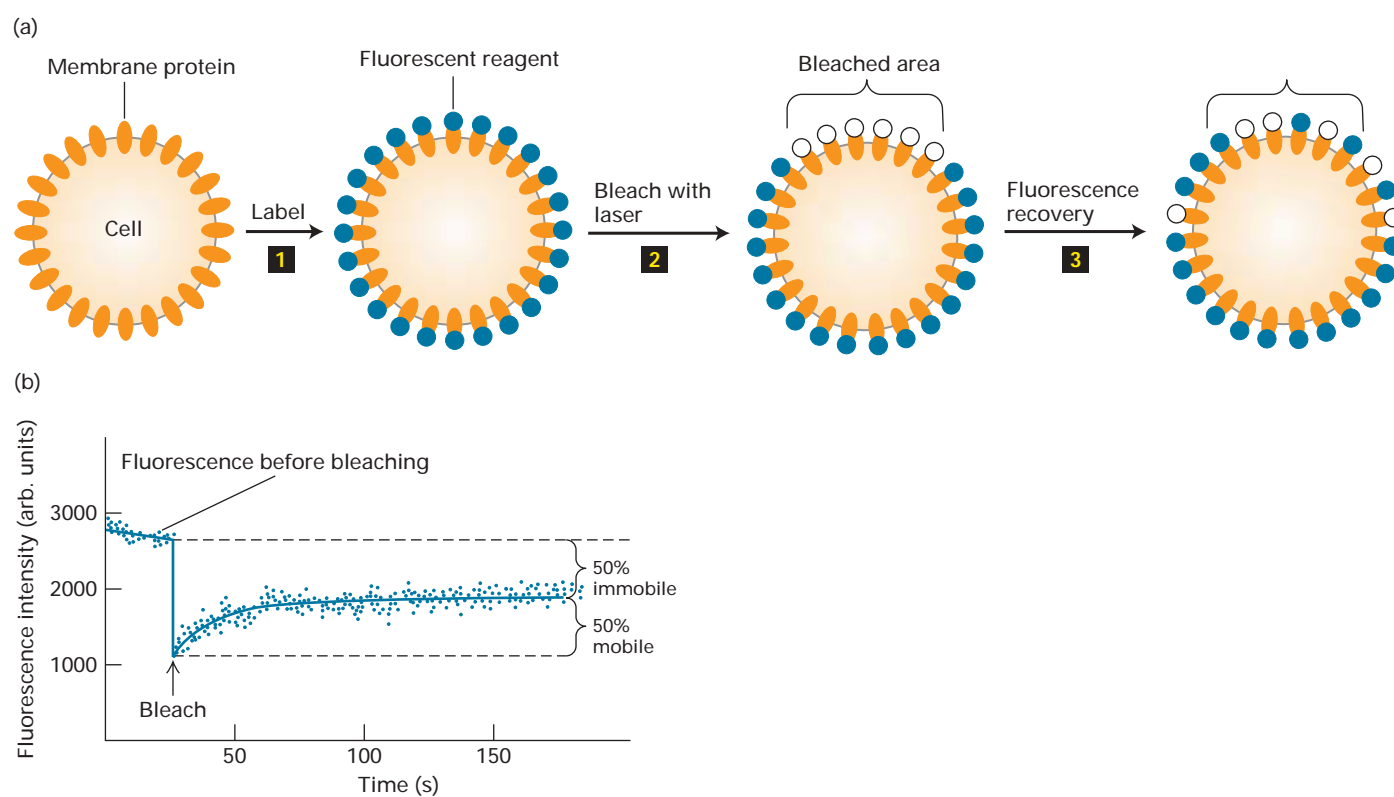 (a)
Membrane protein
Fluorescent reagent
Bleached area
Cell
Label
1
Bleach with
laser
2
Fluorescence
recovery
3
(b)
Fluorescence intensity (arb. units)
3000
2000
1000
Fluorescence before bleaching
50%
immobile
50%
mobile
Bleach
50
100
150
Time (s)